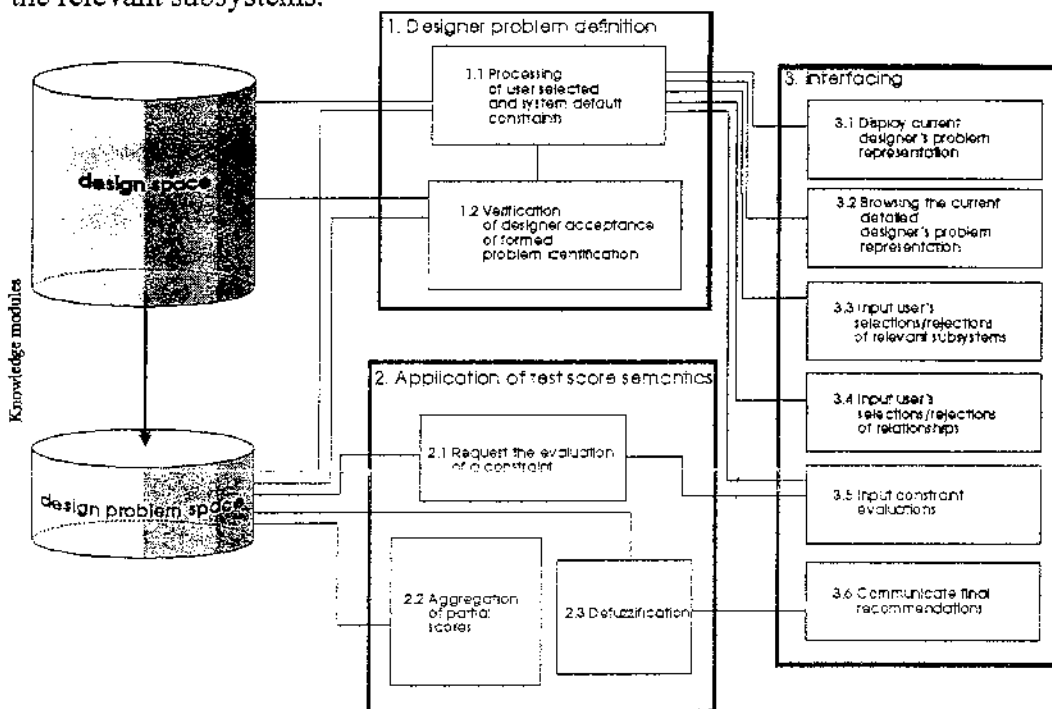 the relevant subsystems.
1. Designer problem definition
1.1 Processing
of user selected
and system default
constraints
1.2 Verification
of designer acceptance
of formed
problem identification
design space
Knowledge modules
design problem space
2. Application of test score semantics
2.1 Request the evaluation
of a constraint
2.2 Aggregation
of partial
scores
2.3 Defuzzification
3. Interfacing
3.1 Display current
designer's problem
representation
3.2 Browsing the current
detailed
designer's problem
representation
3.3 Input user's
selections/rejections
of relevant subsystems
3.4 Input user's
selections/rejections
of relationships
3.5 Input constraint
evaluations
3.6 Communicate final
recommendations